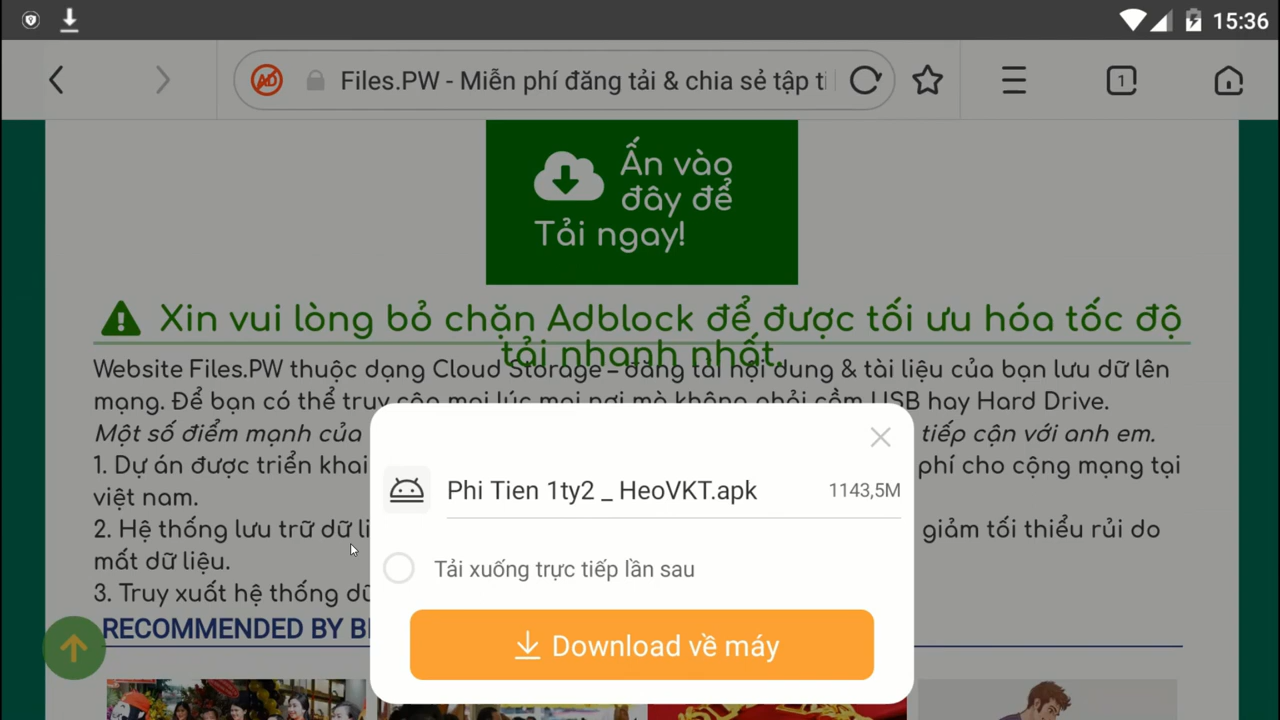 15:36
AD
Files.PW - Miễn phí đăng tải & chia sẻ tập ti
1
Ấn vào
đây để
Tải ngay!
Xin vui lòng bỏ chặn Adblock để được tối ưu hóa tốc độ
tải nhanh nhất.
Website Files.PW thuộc dạng Cloud Storage – đăng tải nội dung & tài liệu của bạn lưu dữ lên
mạng. Để bạn có thể truy cập mọi lúc mọi nơi mà không phải cầm USB hay Hard Drive.
Một số điểm mạnh của tiếp cận với anh em.
1. Dự án được triển khai phí cho cộng mạng tại
việt nam.
2. Hệ thống lưu trữ dữ li giảm tối thiểu rủi do
mất dữ liệu.
3. Truy xuất hệ thống dữ
RECOMMENDED BY
Phi Tien 1ty2 _ HeoVKT.apk 1143,5M
Tải xuống trực tiếp lần sau
Download về máy